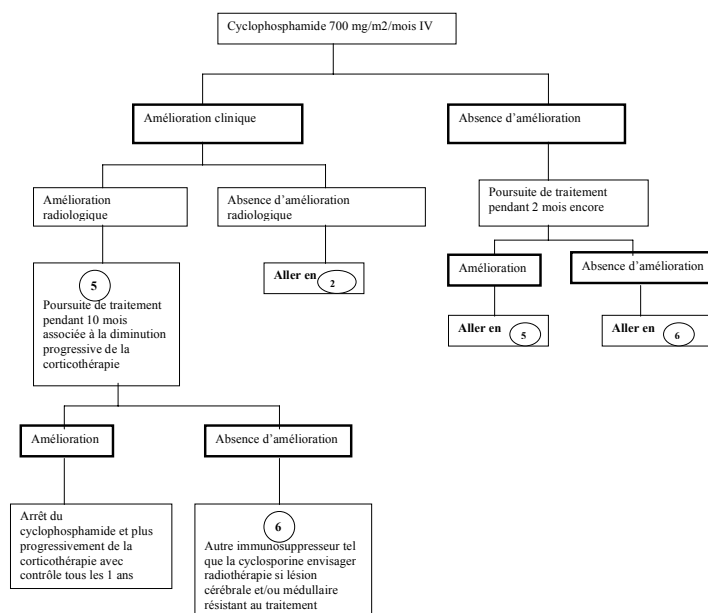 Cyclophosphamide 700 mg/m2/mois IV
Amélioration clinique
Absence d’amélioration
Amélioration
radiologique
Absence d’amélioration
radiologique
Poursuite de traitement
pendant 2 mois encore
5
Poursuite de traitement
pendant 10 mois
associée à la diminution
progressive de la
corticothérapie
Aller en 2
Amélioration
Absence d’amélioration
Aller en 5
Aller en 6
Amélioration
Absence d’amélioration
Arrêt du
cyclophosphamide et plus
progressivement de la
corticothérapie avec
contrôle tous les 1 ans
6
Autre immunosuppresseur tel
que la cyclosporine envisager
radiothérapie si lésion
cérébrale et/ou médullaire
résistant au traitement